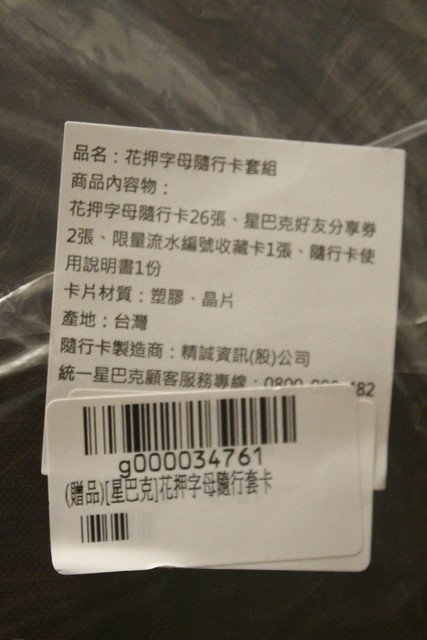 品名：花押字母隨行卡套組
商品內容物：
花押字母隨行卡26張、星巴克好友分享券
2張、限量流水編號收藏卡1張、隨行卡使
用說明書1份
卡片材質：塑膠、晶片
產地：台灣
隨行卡製造商：精誠資訊(股)公司
統一星巴克顧客服務專線：0800
g000034761
(贈品)[星巴克]花押字母隨行套卡